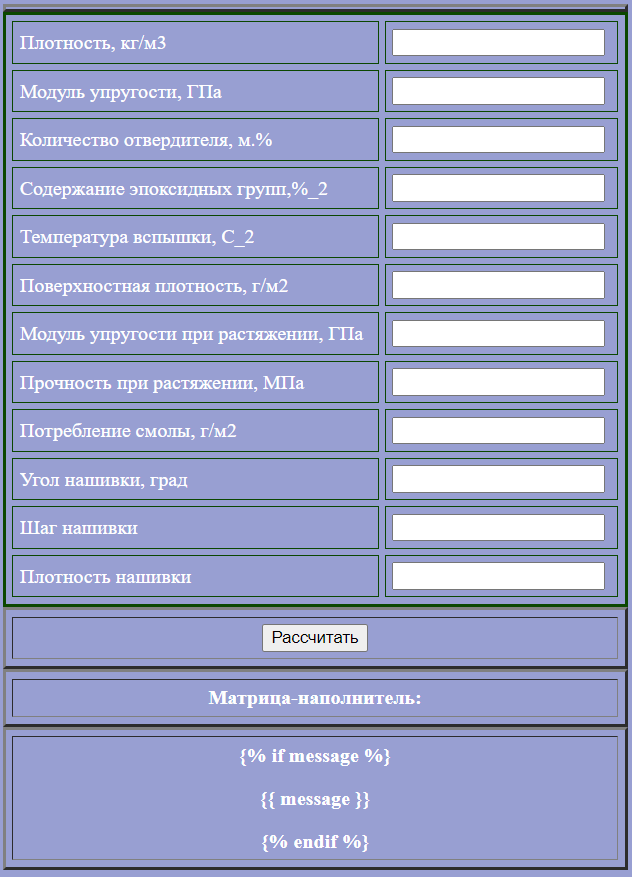 Плотность, кг/м3
Модуль упругости, ГПа
Количество отвердителя, м.%
Содержание эпоксидных групп,%_2
Температура вспышки, С_2
Поверхностная плотность, г/м2
Модуль упругости при растяжении, ГПа
Прочность при растяжении, МПа
Потребление смолы, г/м2
Угол нашивки, град
Шаг нашивки
Плотность нашивки
Рассчитать
Матрица-наполнитель:
{% if message %}
{{ message }}
{% endif %}